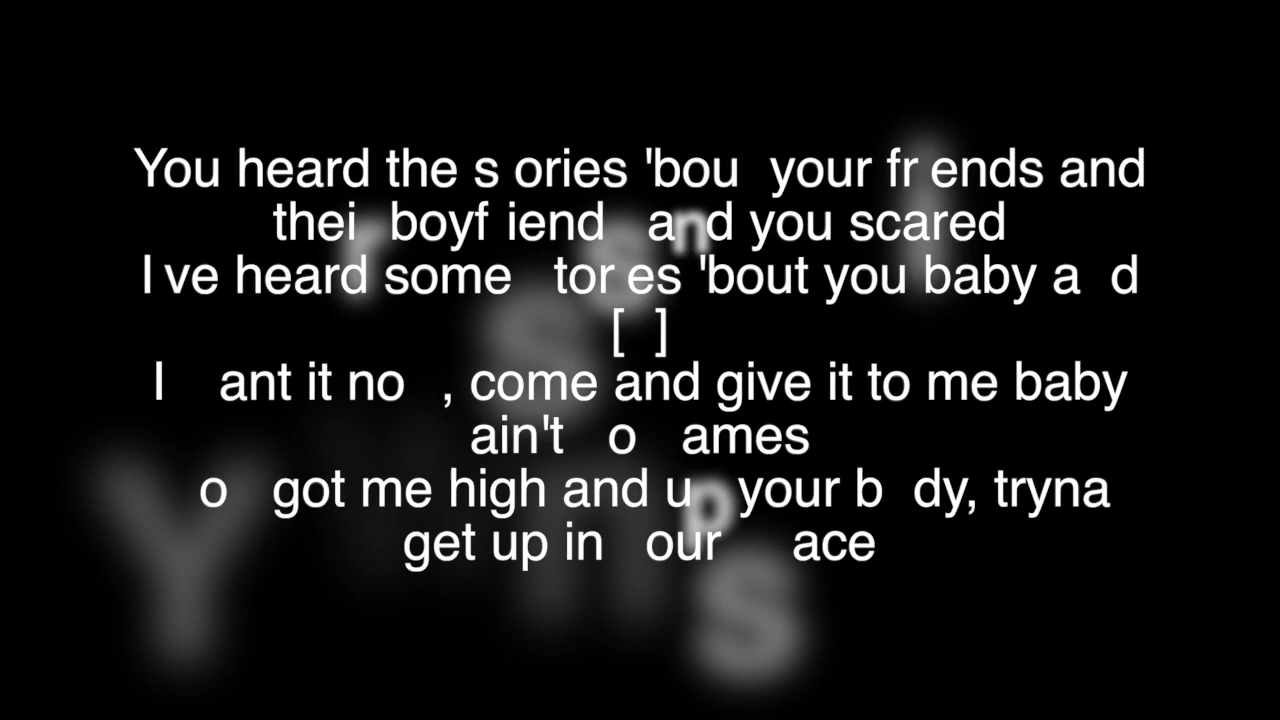 You heard the s ories 'bou your fr ends and
thei boyf iend and you scared
I ve heard some tor es 'bout you baby a d
[ ]
I ant it no , come and give it to me baby
ain't o ames
o got me high and up your b dy, tryna
get up in our ace